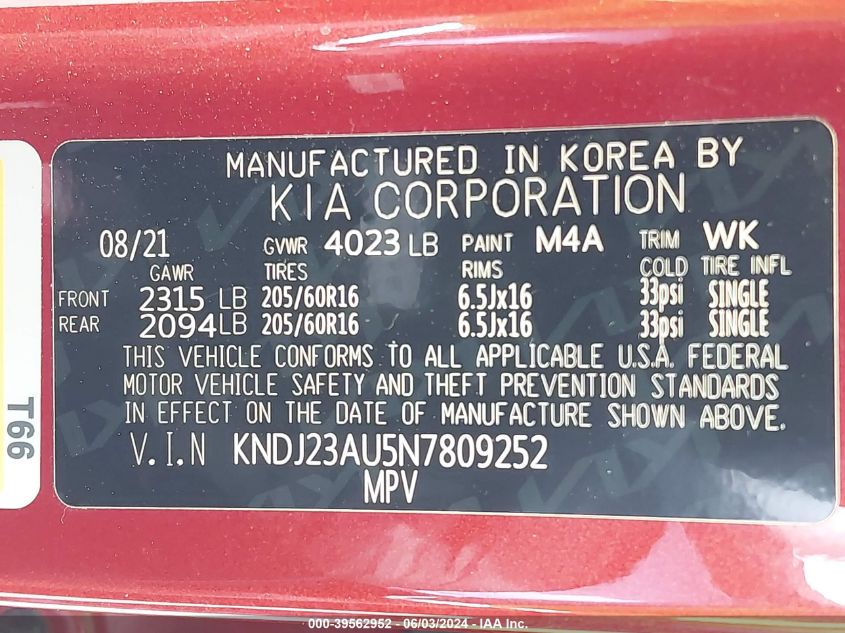 MANUFACTURED IN KOREA BY
KIA CORPORATION
08/21 GVWR 4023 LB PAINT M4A TRIM WK
GAWR TIRES RIMS COLD TIRE INFL
FRONT 2315 LB 205/60R16 6.5Jx16 33psi SINGLE
REAR 2094 LB 205/60R16 6.5Jx16 33psi SINGLE
THIS VEHICLE CONFORMS TO ALL APPLICABLE U.S.A. FEDERAL
MOTOR VEHICLE SAFETY AND THEFT PREVENTION STANDARDS
IN EFFECT ON THE DATE OF MANUFACTURE SHOWN ABOVE.
V.I.N KNDJ23AU5N7809252
MPV
T66
000-39562952 - 06/03/2024 - IAA Inc.